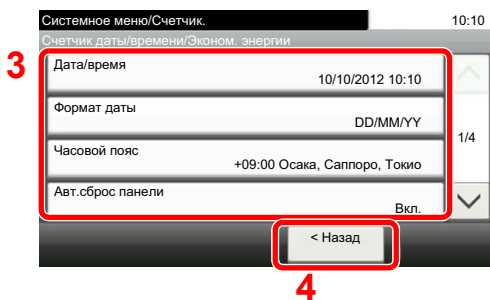 Системное меню/Счетчик. 10:10
Счетчик даты/времени/Эконом. энергии
3
Дата/время
10/10/2012 10:10
Формат даты
DD/MM/YY
1/4
Часовой пояс
+09:00 Осака, Саппоро, Токио
Авт.сброс панели
Вкл.
< Назад
4